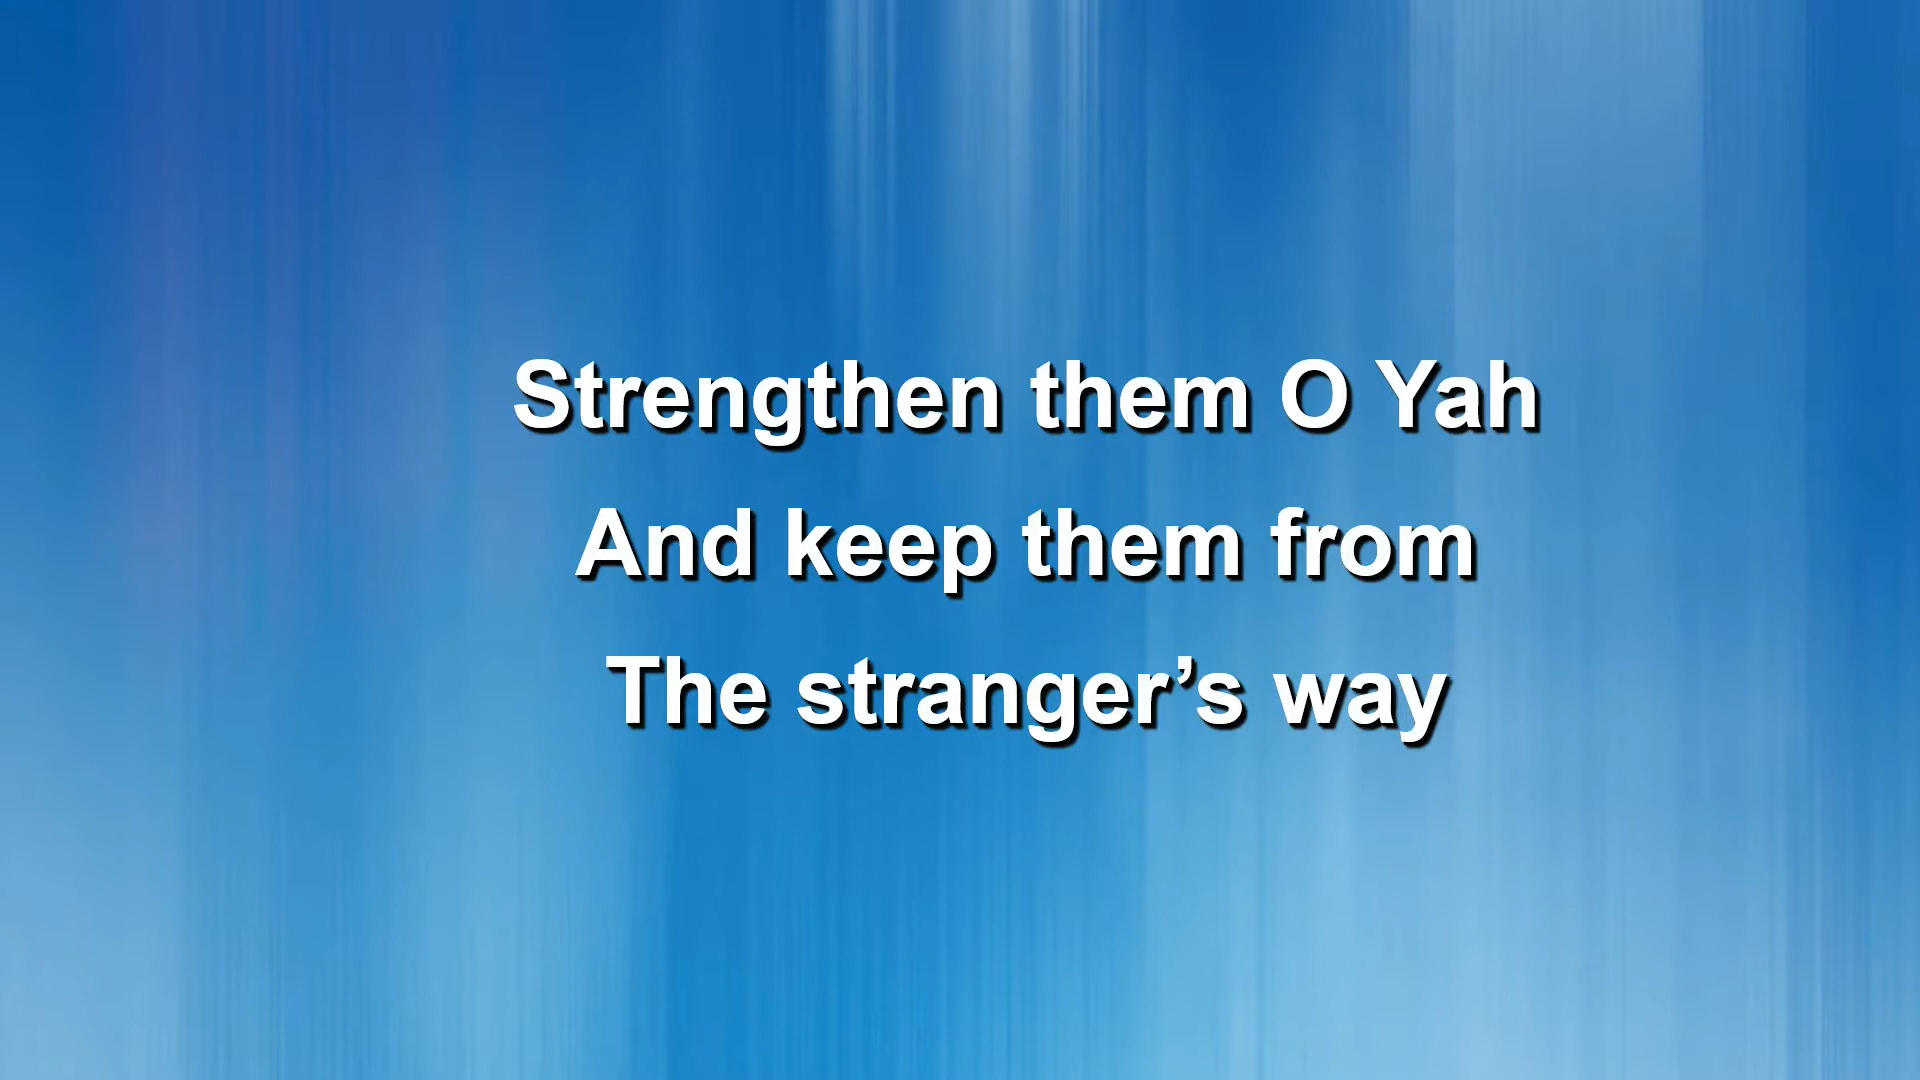 Strengthen them O Yah
And keep them from
The stranger’s way